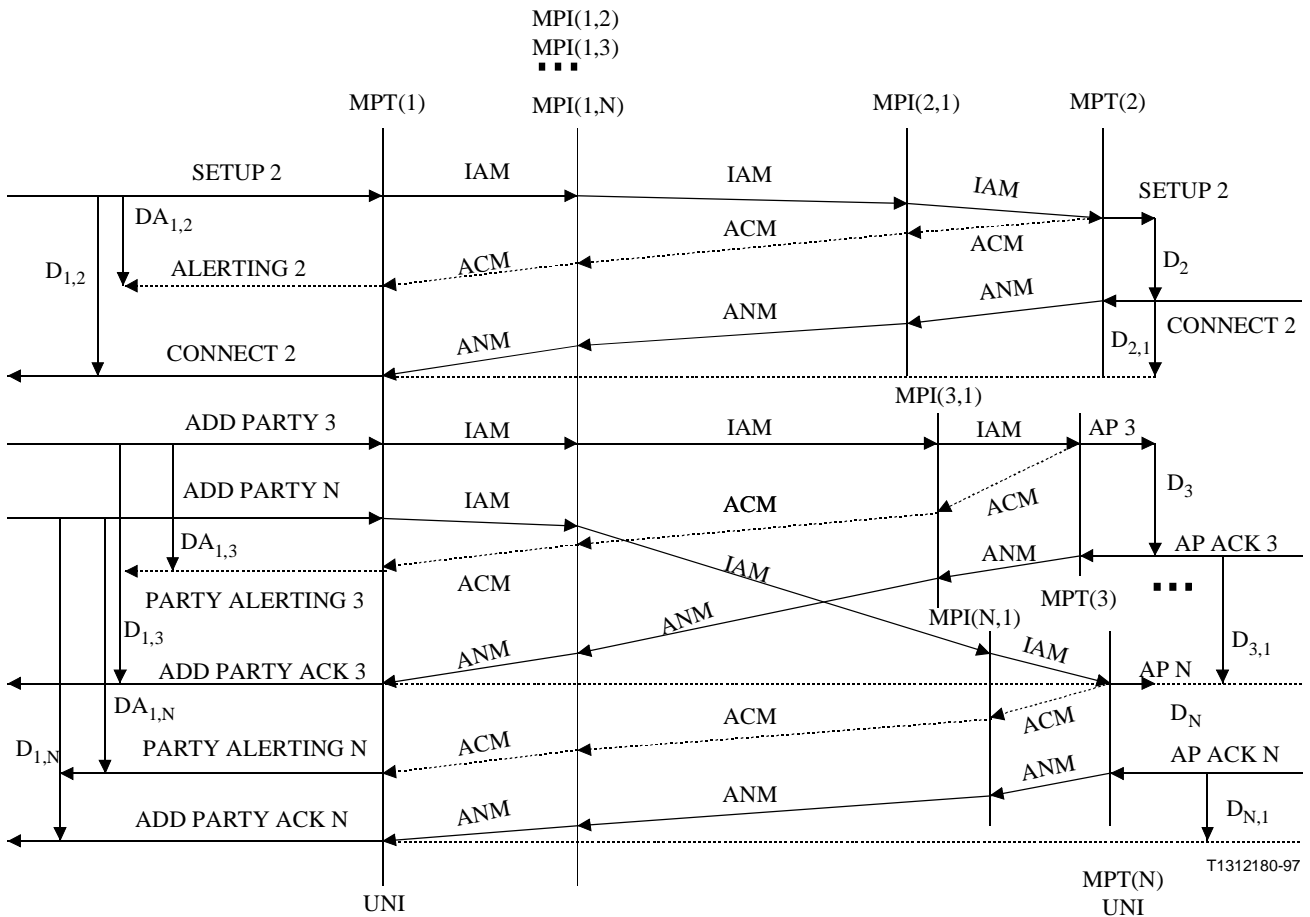 MPI(1,2)
MPI(1,3)
MPT(1)
MPI(1,N)
MPI(2,1)
MPT(2)
SETUP 2
IAM
IAM
IAM
SETUP 2
DA1,2
ACM
ACM
D1,2
ALERTING 2
ACM
D2
ANM
ANM
CONNECT 2
CONNECT 2
ANM
D2,1
MPI(3,1)
ADD PARTY 3
IAM
IAM
IAM
AP 3
ADD PARTY N
IAM
ACM
ACM
D3
DA1,3
IAM
ANM
AP ACK 3
PARTY ALERTING 3
ACM
MPT(3)
D1,3
ANM
MPI(N,1)
ADD PARTY ACK 3
ANM
IAM
D3,1
AP N
DA1,N
ACM
ACM
DN
D1,N
PARTY ALERTING N
ACM
ANM
AP ACK N
ADD PARTY ACK N
ANM
ANM
DN,1
T1312180-97
UNI
MPT(N)
UNI